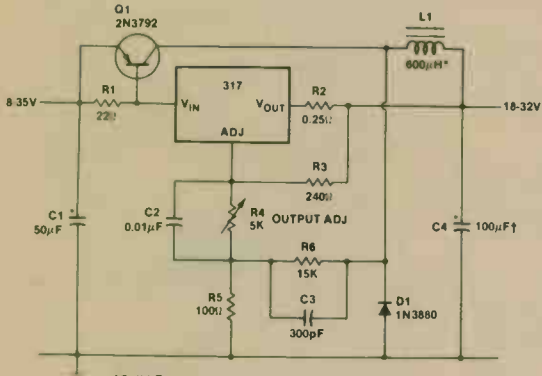 Q1
2N3792
L1
600µH*
8-35V
R1
22Ω
317
VIN
VOUT
ADJ
R2
0.25Ω
18-32V
R3
240Ω
C1
50µF
C2
0.01µF
R4
5K
OUTPUT ADJ
R6
15K
C4
100µF†
R5
100Ω
C3
300pF
D1
1N3880